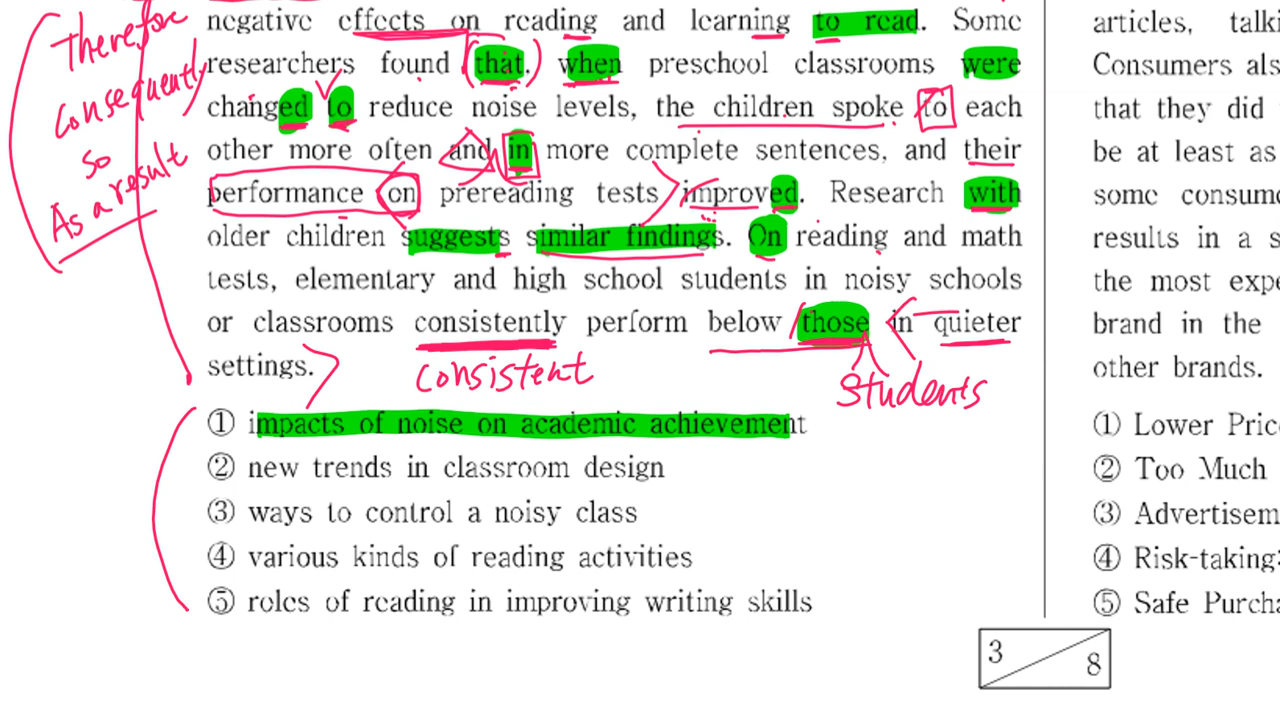 Therefore
Consequently
so
As a result
negative effects on reading and learning to read. Some
researchers found that, when preschool classrooms were
changed to reduce noise levels, the children spoke to each
other more often and in more complete sentences, and their
performance on prereading tests improved. Research with
older children suggests similar findings. On reading and math
tests, elementary and high school students in noisy schools
or classrooms consistently perform below those in quieter
settings.
consistent
students
① impacts of noise on academic achievement
② new trends in classroom design
③ ways to control a noisy class
④ various kinds of reading activities
⑤ roles of reading in improving writing skills
articles,
Consumers
that they did
be at least as
some
results in a
the most
brand in the
other brands.
① Lower
② Too Much
③
④ Risk-taking:
⑤ Safe
3
8